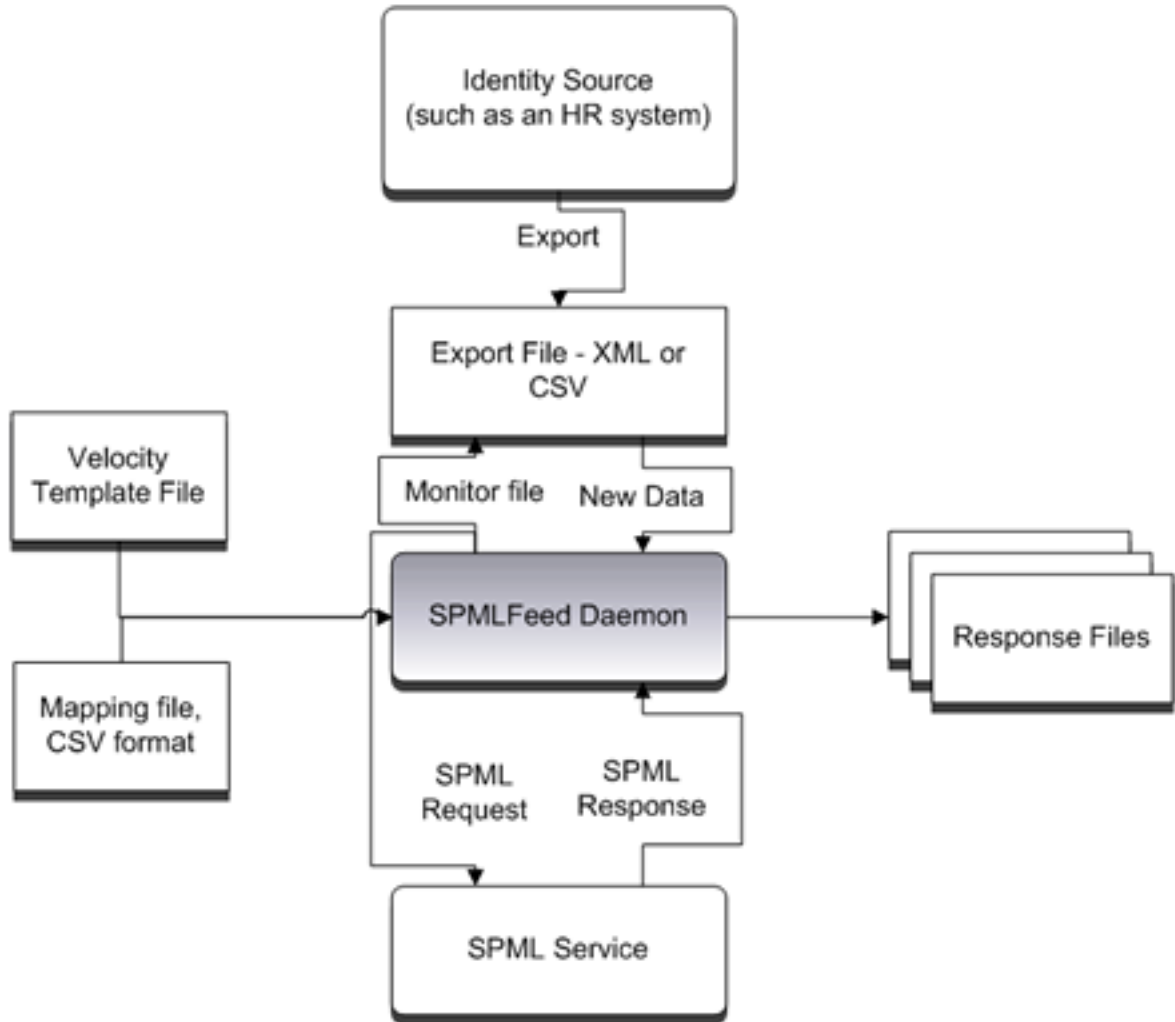 Identity Source
(such as an HR system)
Export
Export File - XML or
CSV
Velocity
Template File
Monitor file
New Data
SPMLFeed Daemon
Response Files
Mapping file,
CSV format
SPML
Request
SPML
Response
SPML Service